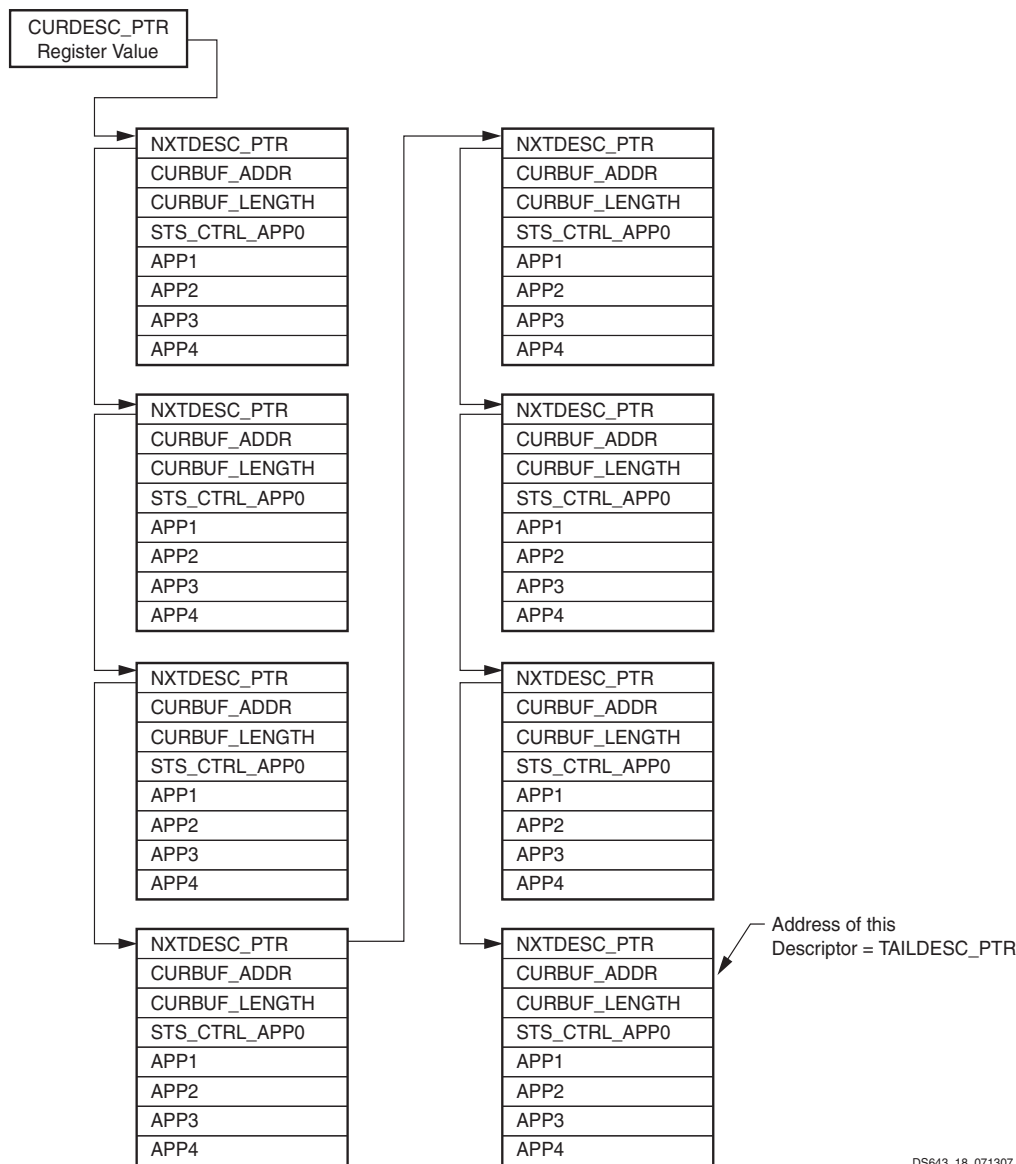 CURDESC_PTR
Register Value
NXTDESC_PTR
CURBUF_ADDR
CURBUF_LENGTH
STS_CTRL_APP0
APP1
APP2
APP3
APP4
NXTDESC_PTR
CURBUF_ADDR
CURBUF_LENGTH
STS_CTRL_APP0
APP1
APP2
APP3
APP4
NXTDESC_PTR
CURBUF_ADDR
CURBUF_LENGTH
STS_CTRL_APP0
APP1
APP2
APP3
APP4
NXTDESC_PTR
CURBUF_ADDR
CURBUF_LENGTH
STS_CTRL_APP0
APP1
APP2
APP3
APP4
NXTDESC_PTR
CURBUF_ADDR
CURBUF_LENGTH
STS_CTRL_APP0
APP1
APP2
APP3
APP4
NXTDESC_PTR
CURBUF_ADDR
CURBUF_LENGTH
STS_CTRL_APP0
APP1
APP2
APP3
APP4
NXTDESC_PTR
CURBUF_ADDR
CURBUF_LENGTH
STS_CTRL_APP0
APP1
APP2
APP3
APP4
NXTDESC_PTR
CURBUF_ADDR
CURBUF_LENGTH
STS_CTRL_APP0
APP1
APP2
APP3
APP4
Address of this
Descriptor = TAILDESC_PTR
DS643_18_071307